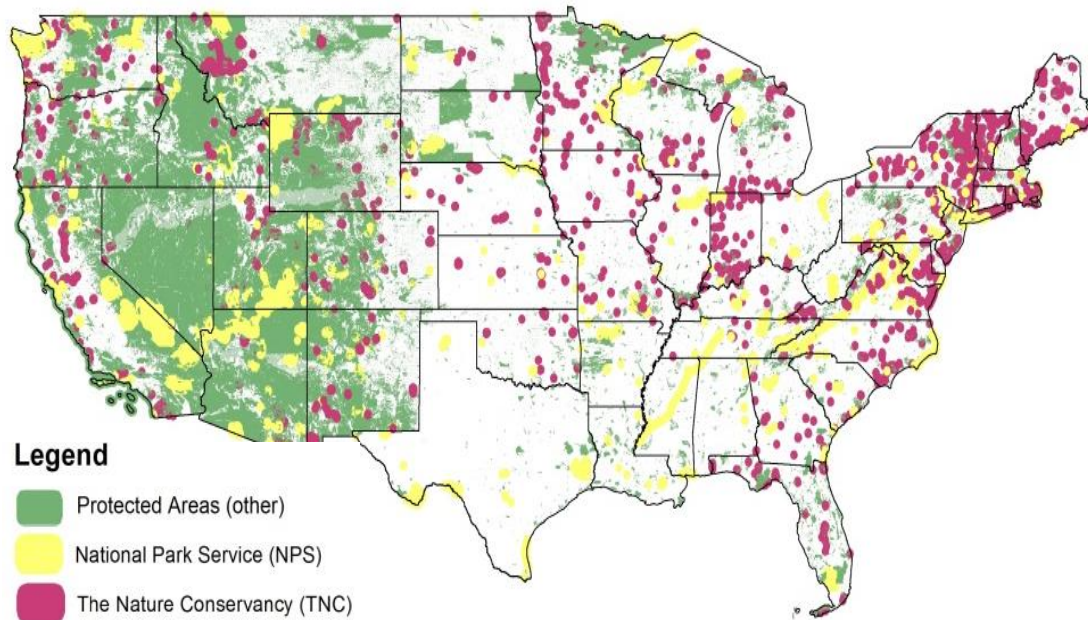 Legend
Protected Areas (other)
National Park Service (NPS)
The Nature Conservancy (TNC)